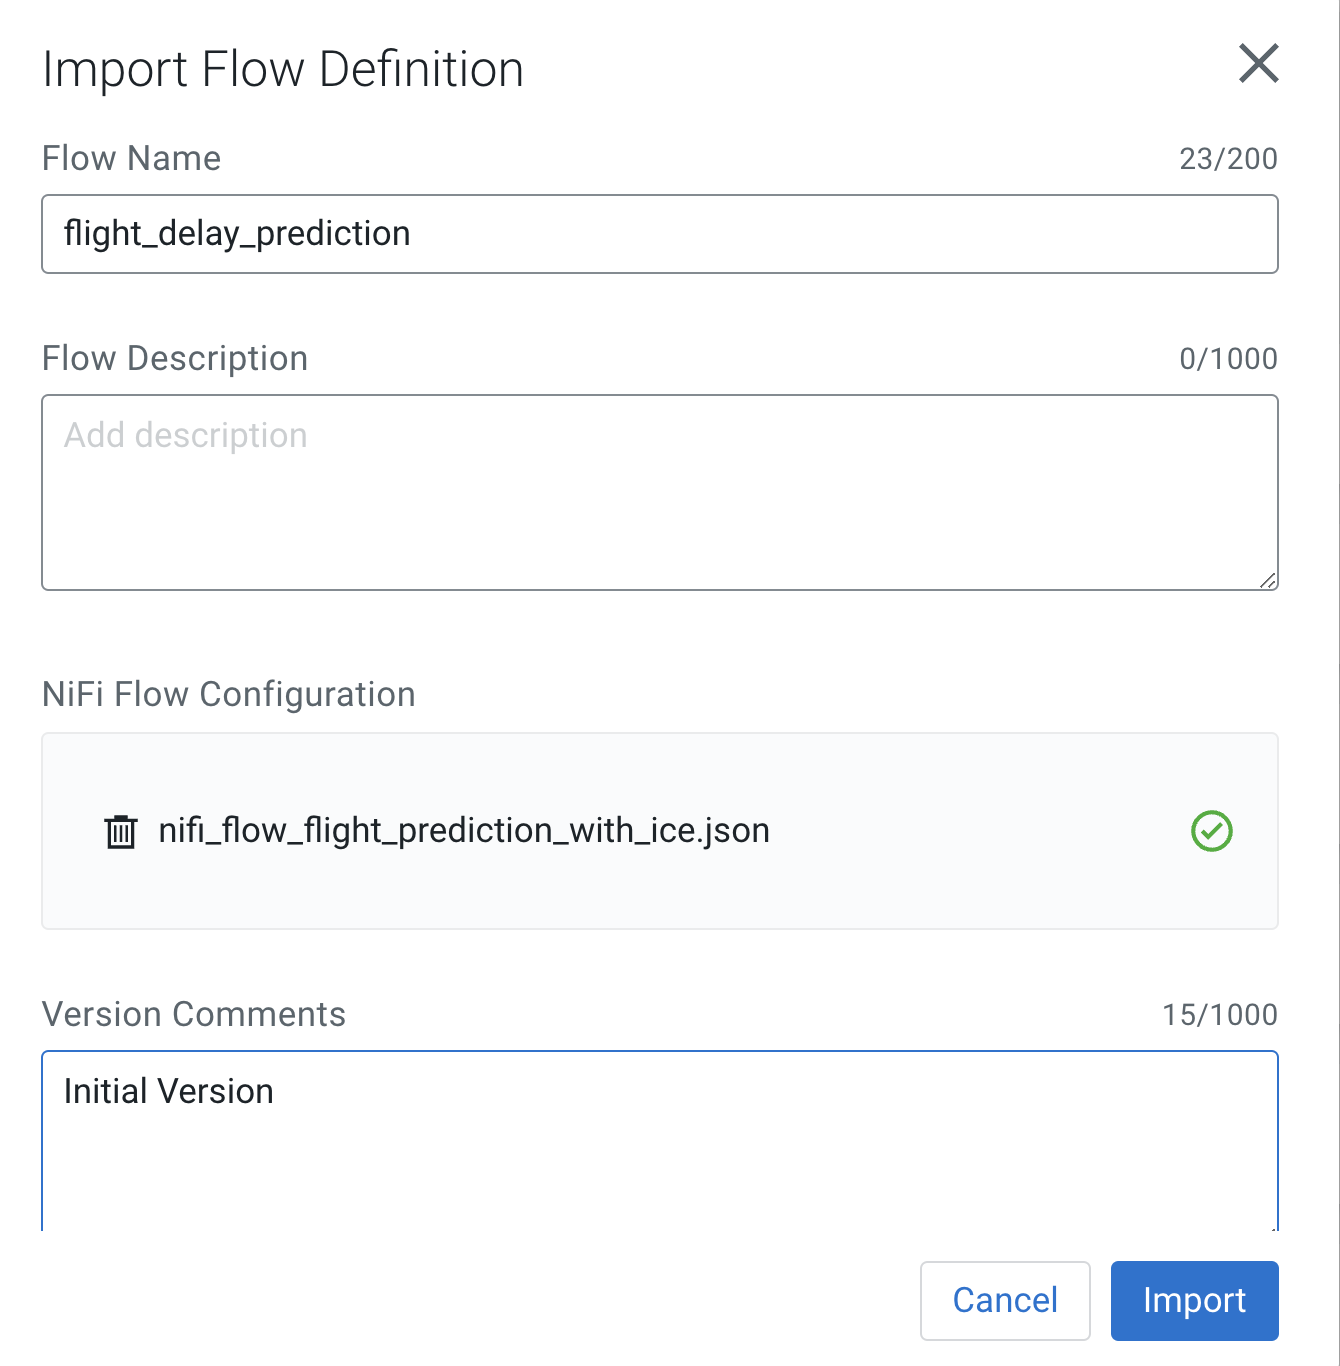 Import Flow Definition
Flow Name 23/200
flight_delay_prediction
Flow Description 0/1000
Add description
NiFi Flow Configuration
nifi_flow_flight_prediction_with_ice.json
Version Comments 15/1000
Initial Version
Cancel Import